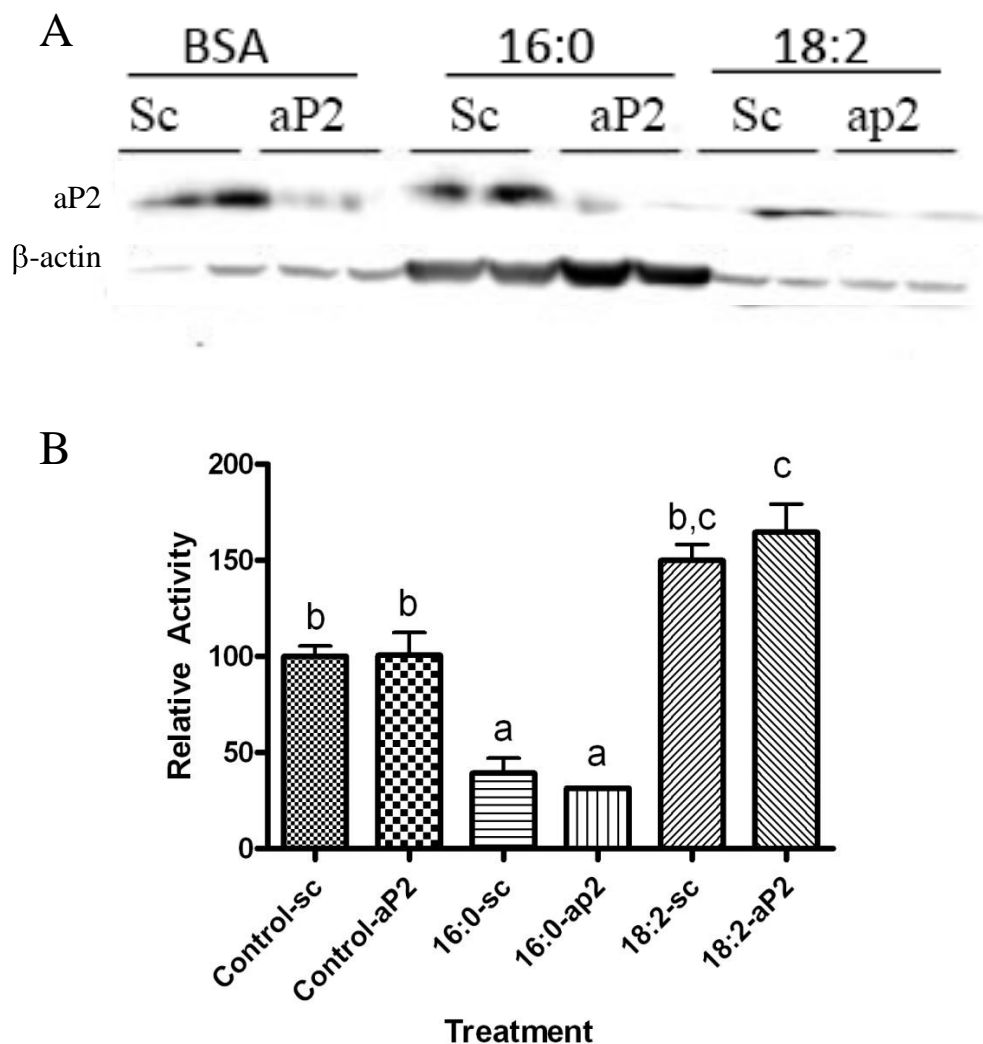 A
BSA 16:0 18:2
Sc aP2 Sc aP2 Sc ap2
aP2
β-actin
B
Relative Activity
200
150
100
50
0
b b a a b,c c
Control-sc Control-aP2 16:0-sc 16:0-ap2 18:2-sc 18:2-aP2
Treatment